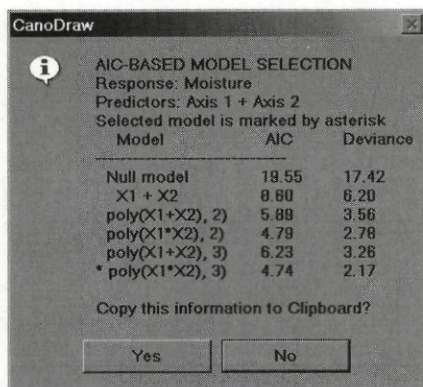 CanoDraw
AIC-BASED MODEL SELECTION
Response: Moisture
Predictors: Axis 1 + Axis 2
Selected model is marked by asterisk
Model AIC Deviance
------------------------------------
Null model 19.55 17.42
X1 + X2 8.60 6.20
poly(X1+X2), 2) 5.89 3.56
poly(X1*X2), 2) 4.79 2.76
poly(X1+X2), 3) 6.23 3.26
* poly(X1*X2), 3) 4.74 2.17
Copy this information to Clipboard?
Yes No